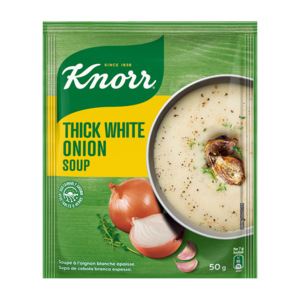 SINCE 1838
Knorr
THICK WHITE
ONION
SOUP
Soupe à l'oignon blanche épaisse.
Sopa de cebola branca espessa.
50 g